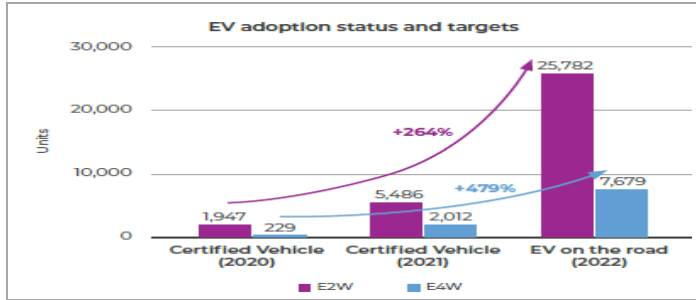 EV adoption status and targets
30,000
20,000
10,000
0
Units
1,947
229
5,486
2,012
25,782
7,679
+264%
+479%
Certified Vehicle
(2020)
Certified Vehicle
(2021)
EV on the road
(2022)
E2W
E4W